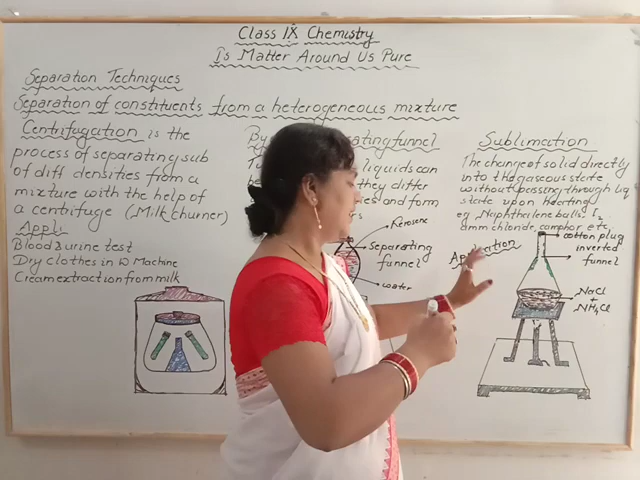 Class IX Chemistry
Is Matter Around Us Pure
Separation Techniques
Separation of constituents from a heterogeneous mixture
Centrifugation is the
process of separating sub
of diff densities from a
mixture with the help of
a centrifuge (Milk churner)
Appli
Blood & urine test
Dry Clothes in W Machine
Cream extraction from milk
By funnel
liquids can
they differ
and form
Kerosene
Separating
funnel
water
Sublimation
The change of solid directly
into the gaseous state
without passing through liq
state upon heating
eg Naphthalene balls, I2
amm chloride, camphor etc,
Application
cotton plug
inverted
funnel
NaCl
+
NH4Cl